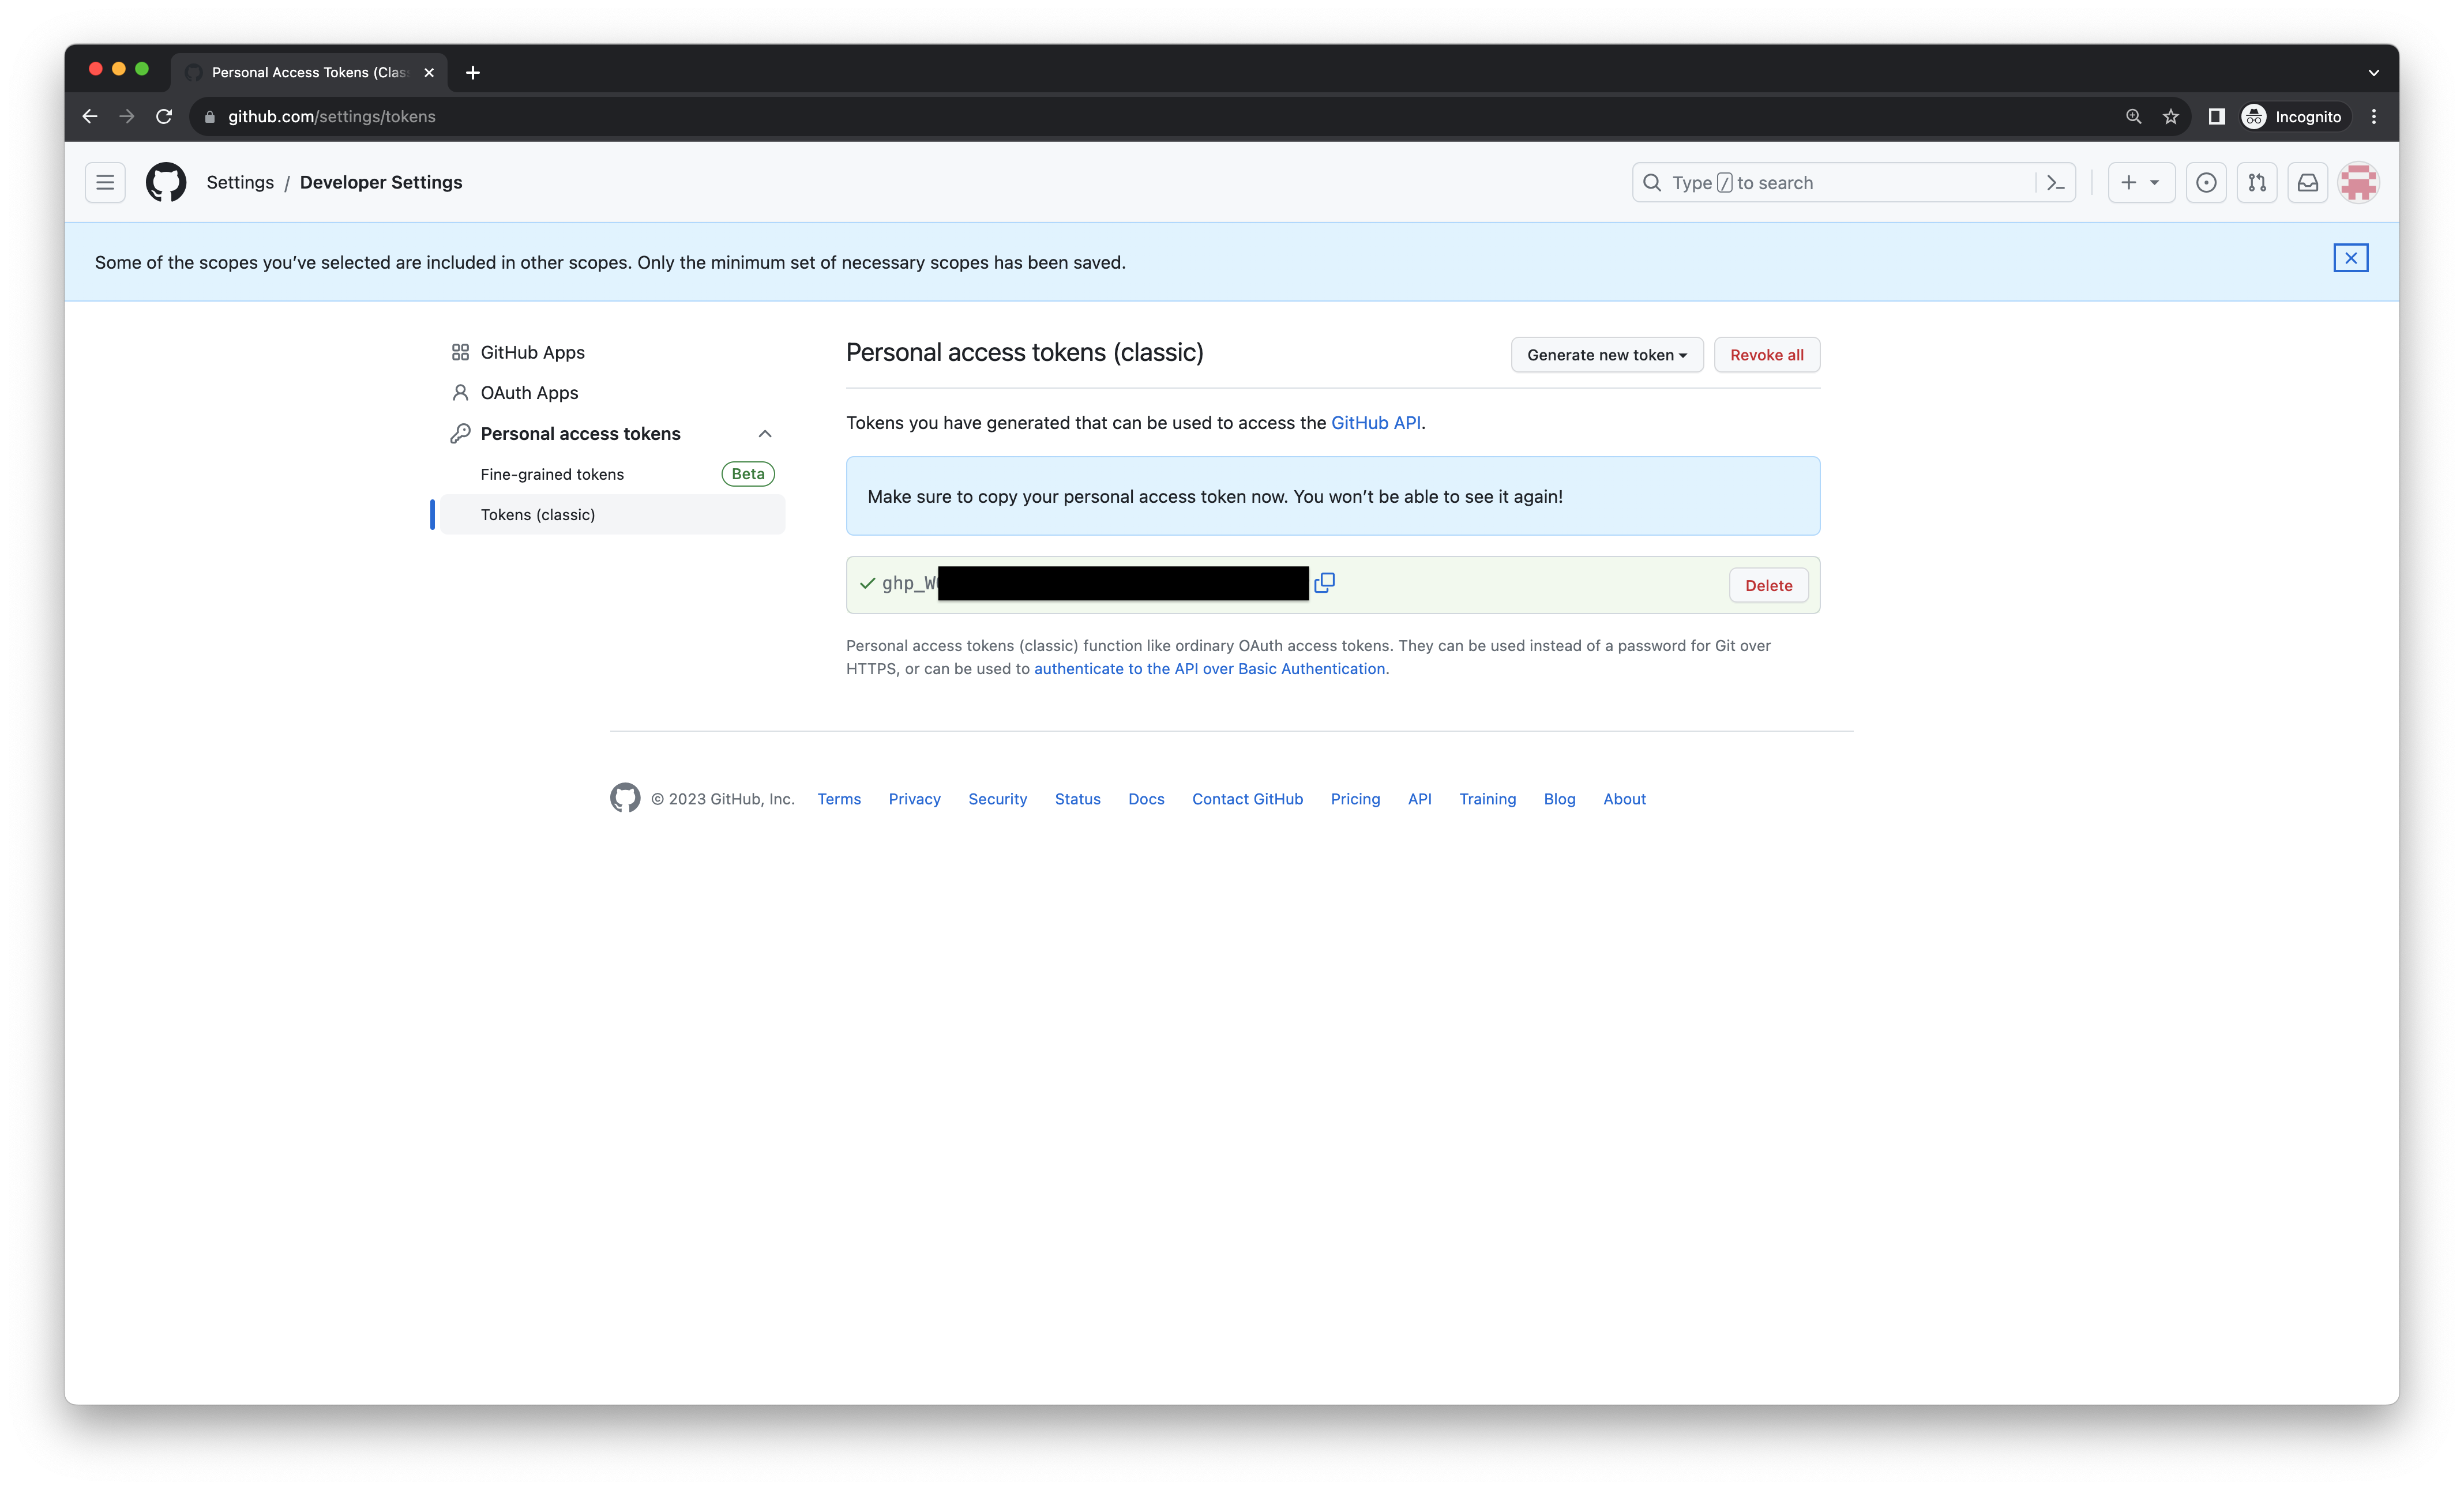 Personal Access Tokens (Clas
github.com/settings/tokens
Incognito
Settings / Developer Settings
Type / to search
Some of the scopes you’ve selected are included in other scopes. Only the minimum set of necessary scopes has been saved.
GitHub Apps
OAuth Apps
Personal access tokens
Fine-grained tokens Beta
Tokens (classic)
Personal access tokens (classic)
Generate new token
Revoke all
Tokens you have generated that can be used to access the GitHub API.
Make sure to copy your personal access token now. You won’t be able to see it again!
ghp_W
Delete
Personal access tokens (classic) function like ordinary OAuth access tokens. They can be used instead of a password for Git over
HTTPS, or can be used to authenticate to the API over Basic Authentication.
© 2023 GitHub, Inc. Terms Privacy Security Status Docs Contact GitHub Pricing API Training Blog About